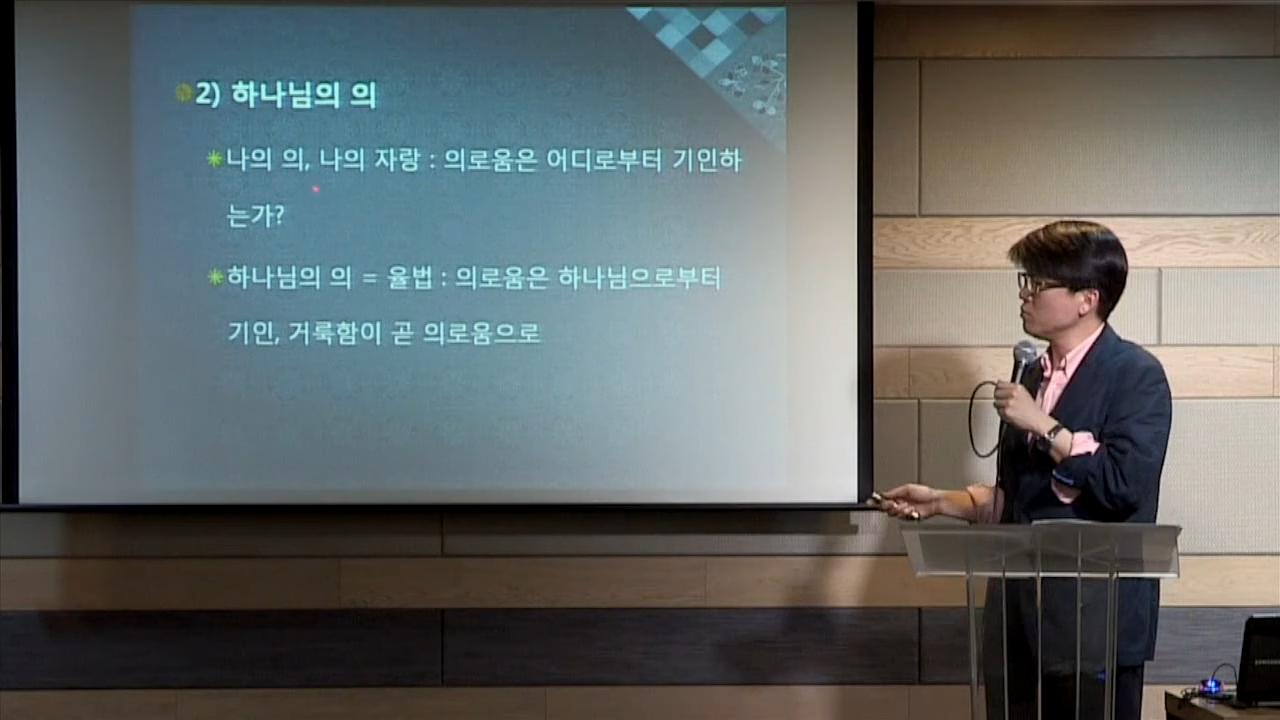 2) 하나님의 의
나의 의, 나의 자랑 : 의로움은 어디로부터 기인하
는가?
하나님의 의 = 율법 : 의로움은 하나님으로부터
기인, 거룩함이 곧 의로움으로